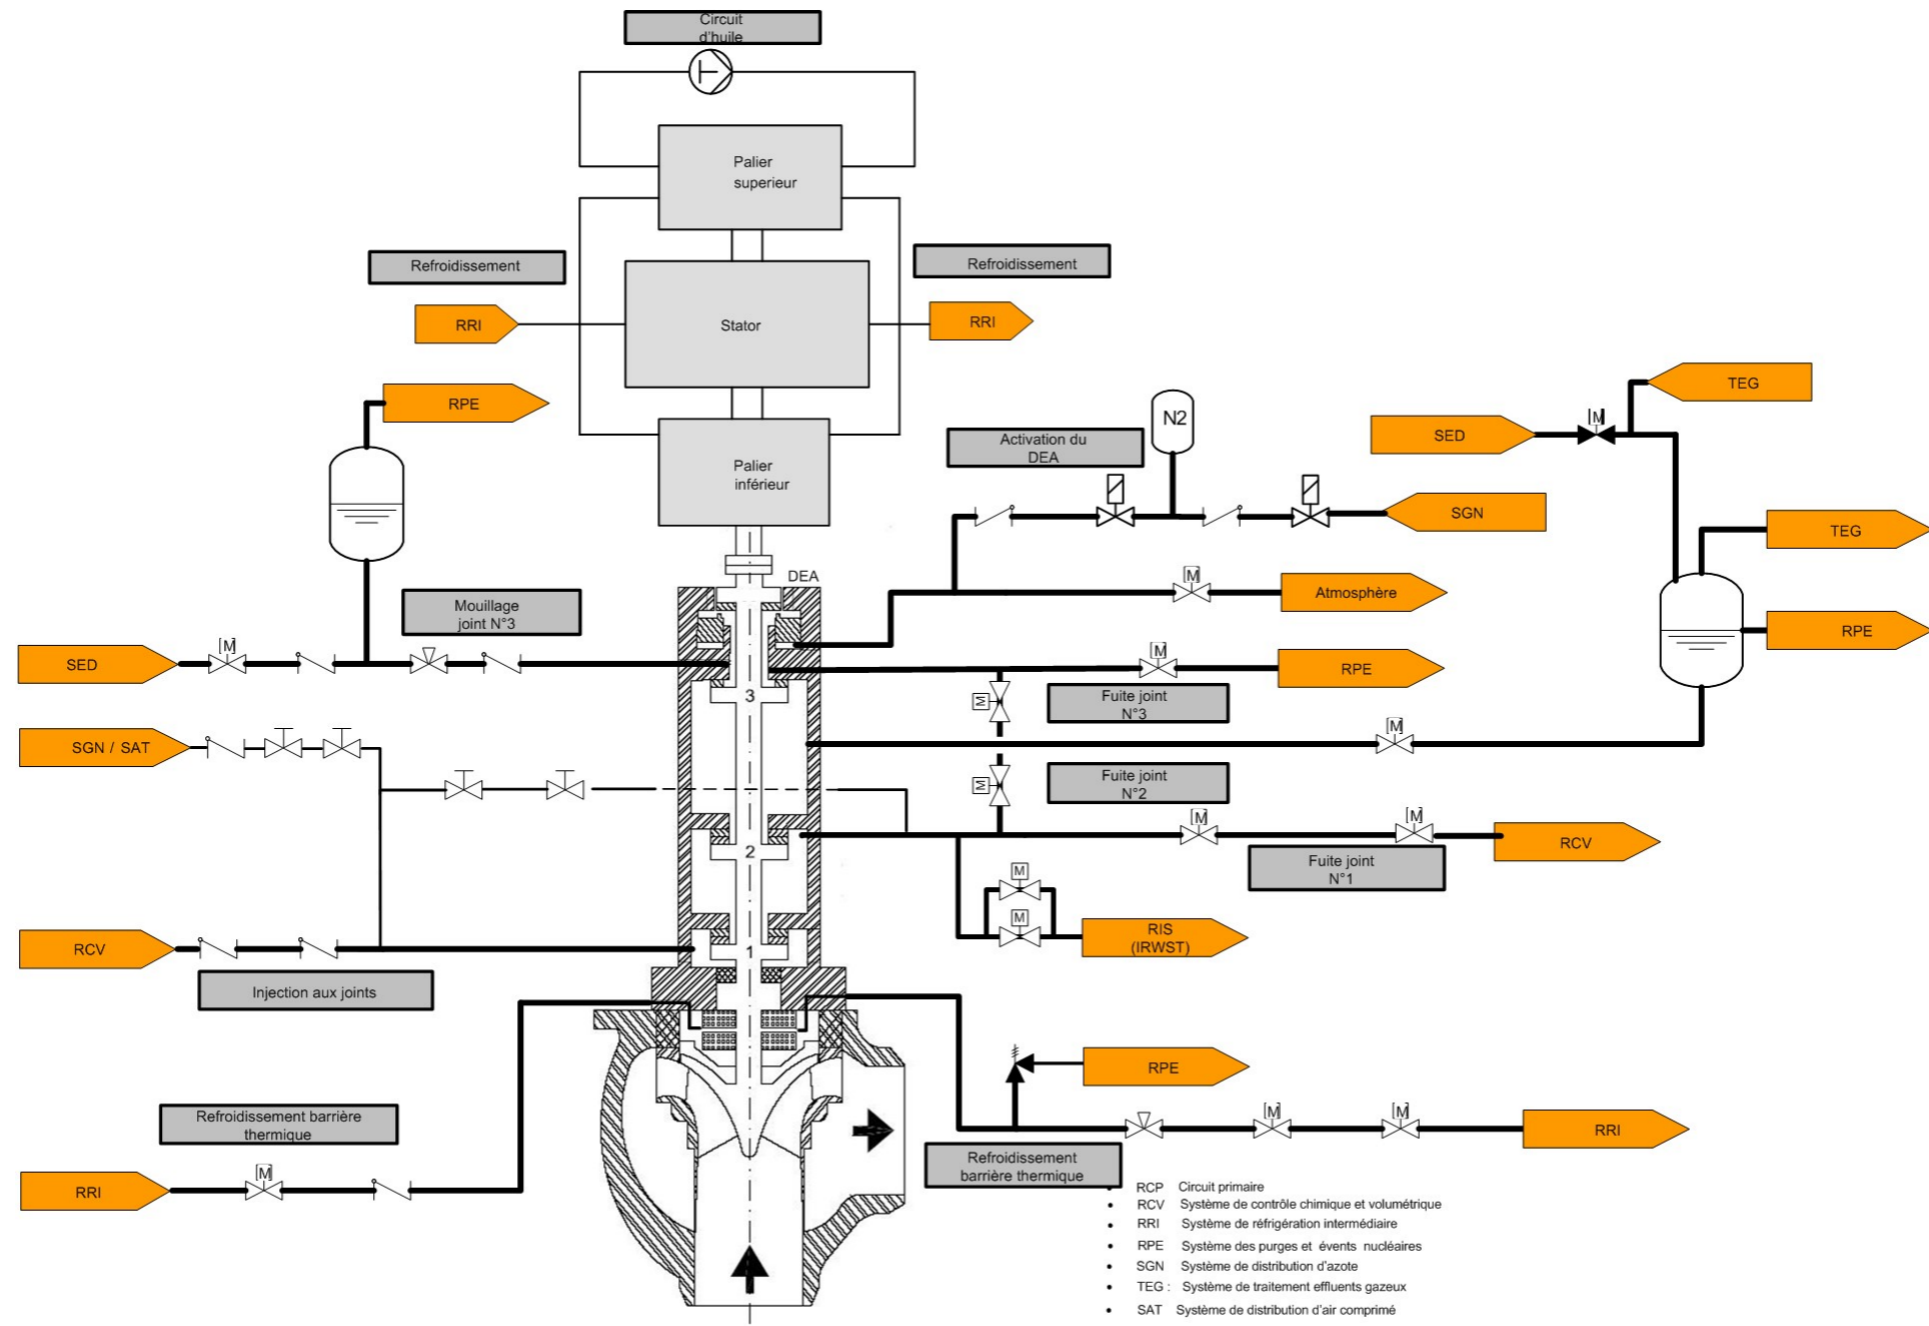 Circuit
d'huile
Palier
superieur
Refroidissement
Refroidissement
RRI
Stator
RRI
RPE
TEG
SED
N2
Activation du
DEA
Palier
inférieur
SGN
TEG
DEA
[M]
Atmosphère
Mouillage
joint N°3
RPE
SED
[M]
[M]
RPE
3
M
Fuite joint
N°3
SGN / SAT
[M]
M
Fuite joint
N°2
[M]
[M]
RCV
2
Fuite joint
N°1
M
M
RIS
(IRWST)
RCV
1
Injection aux joints
RPE
Refroidissement barrière
thermique
[M]
[M]
RRI
Refroidissement
barrière thermique
RRI
[M]
[M]
• RCP Circuit primaire
• RCV Système de contrôle chimique et volumétrique
• RRI Système de réfrigération intermédiaire
• RPE Système des purges et évents nucléaires
• SGN Système de distribution d'azote
• TEG : Système de traitement effluents gazeux
• SAT Système de distribution d'air comprimé